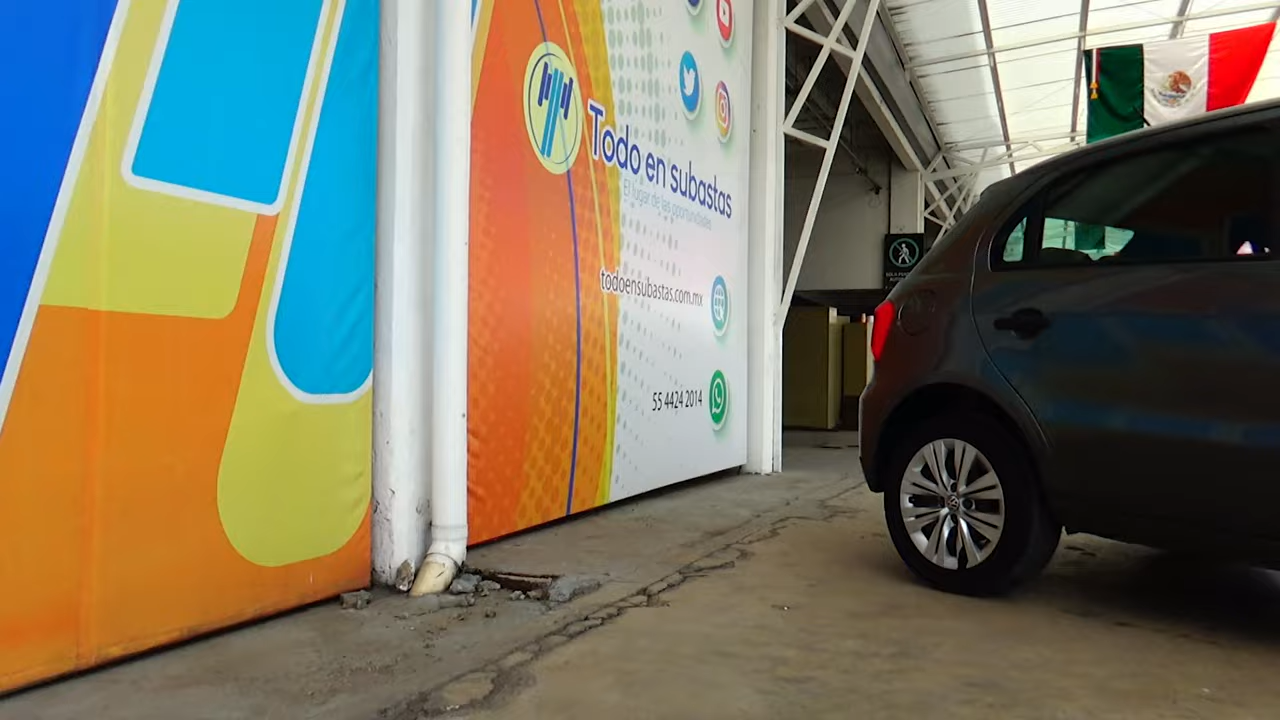 Todo en subastas
El lugar de las oportunidades
todoensubastas.com.mx
55 4424 2014